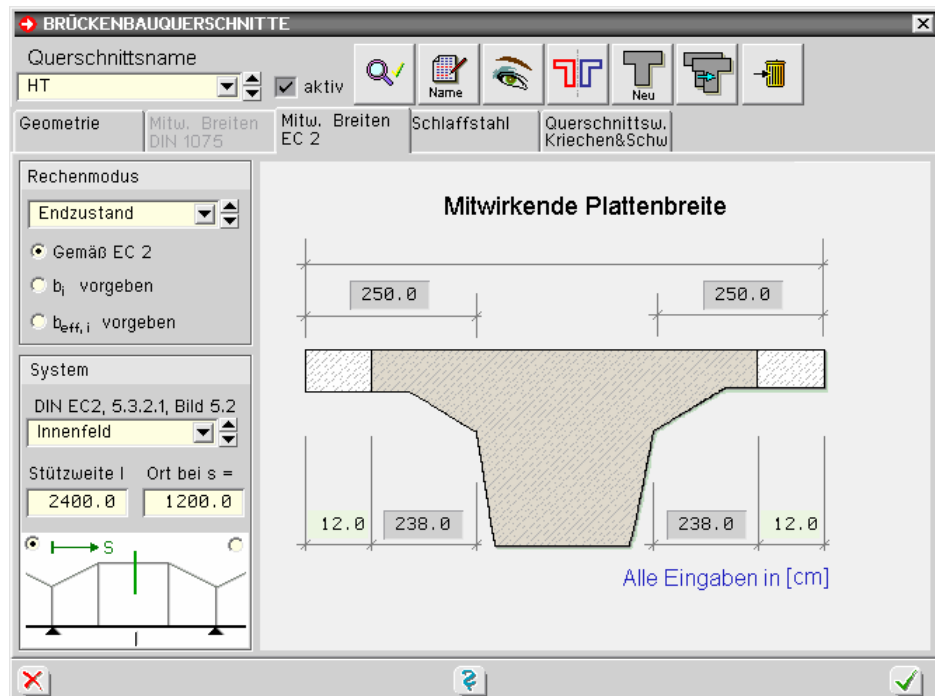 BRÜCKENBAUQUERSCHNITTE
Querschnittsname
HT
aktiv
Name
Neu
Geometrie
Mitw. Breiten
DIN 1075
Mitw. Breiten
EC 2
Schlaffstahl
Querschnittsw.
Kriechen&Schw
Rechenmodus
Endzustand
Gemäß EC 2
bi vorgeben
beff,i vorgeben
System
DIN EC2, 5.3.2.1, Bild 5.2
Innenfeld
Stützweite l
Ort bei s =
2400.0
1200.0
S
l
Mitwirkende Plattenbreite
250.0
250.0
12.0
238.0
238.0
12.0
Alle Eingaben in [cm]